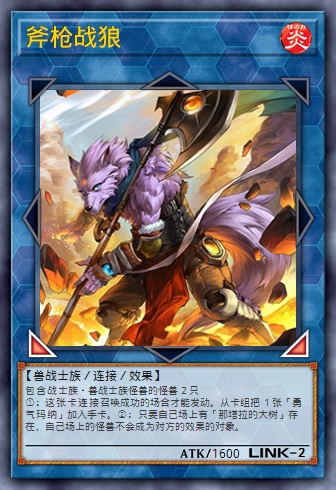 斧枪战狼
炎
【兽战士族／连接／效果】
包含战士族・兽战士族怪兽的怪兽２只
①：这张卡连接召唤成功的场合才能发动。从卡组把１张「勇
气玛纳」加入手卡。②：只要自己场上有「那塔拉的大树」存
在，自己场上的怪兽不会成为对方的效果的对象。
ATK/1600 LINK-2